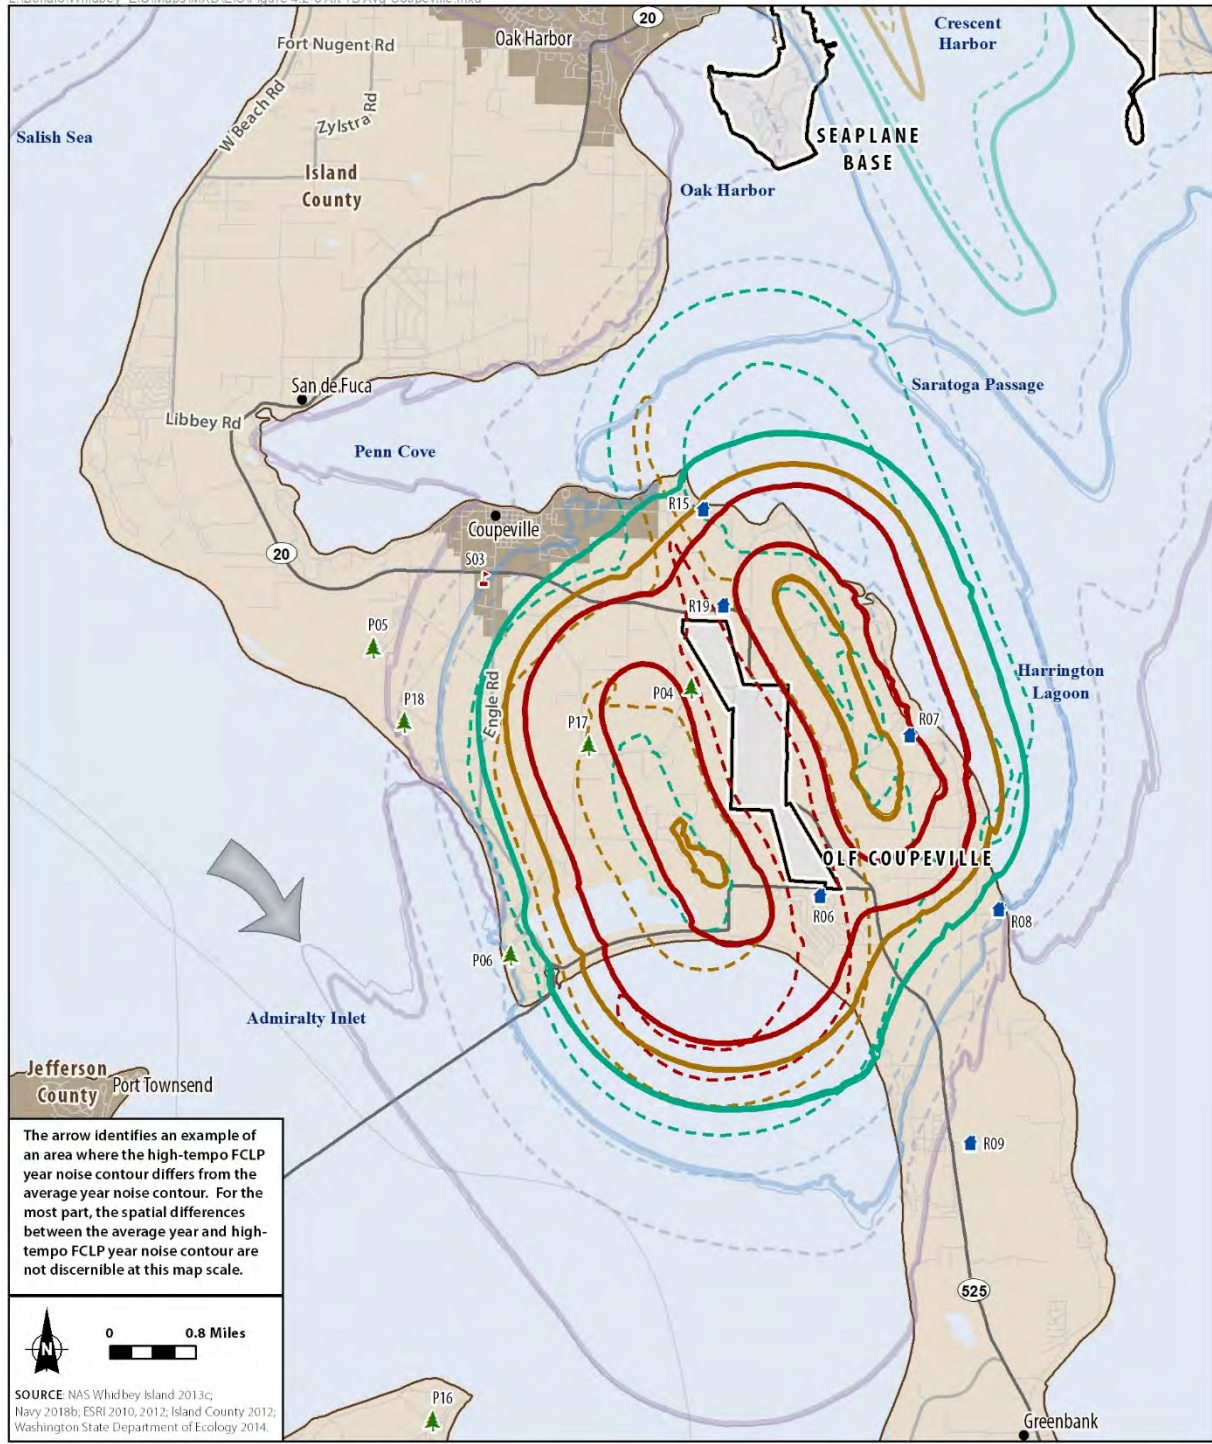 20
Crescent
Harbor
Oak Harbor
Fort Nugent Rd
W Beach Rd
Zylstra Rd
Salish Sea
SEAPLANE
BASE
Island
County
Oak Harbor
San de Fuca
Saratoga Passage
Libbey Rd
Penn Cove
R15
Coupeville
20
S03
R19
P05
Harrington
Lagoon
P04
P18
Engle Rd
P17
R07
OLF COUPEVILLE
R06
R08
P06
Admiralty Inlet
Jefferson
County
Port Townsend
R09
The arrow identifies an example of
an area where the high-tempo FCLP
year noise contour differs from the
average year noise contour. For the
most part, the spatial differences
between the average year and high-
tempo FCLP year noise contour are
not discernible at this map scale.
525
0 0.8 Miles
N
SOURCE: NAS Whidbey Island 2013c;
Navy 2018b; ESRI 2010, 2012; Island County 2012;
Washington State Department of Ecology 2014.
P16
Greenbank